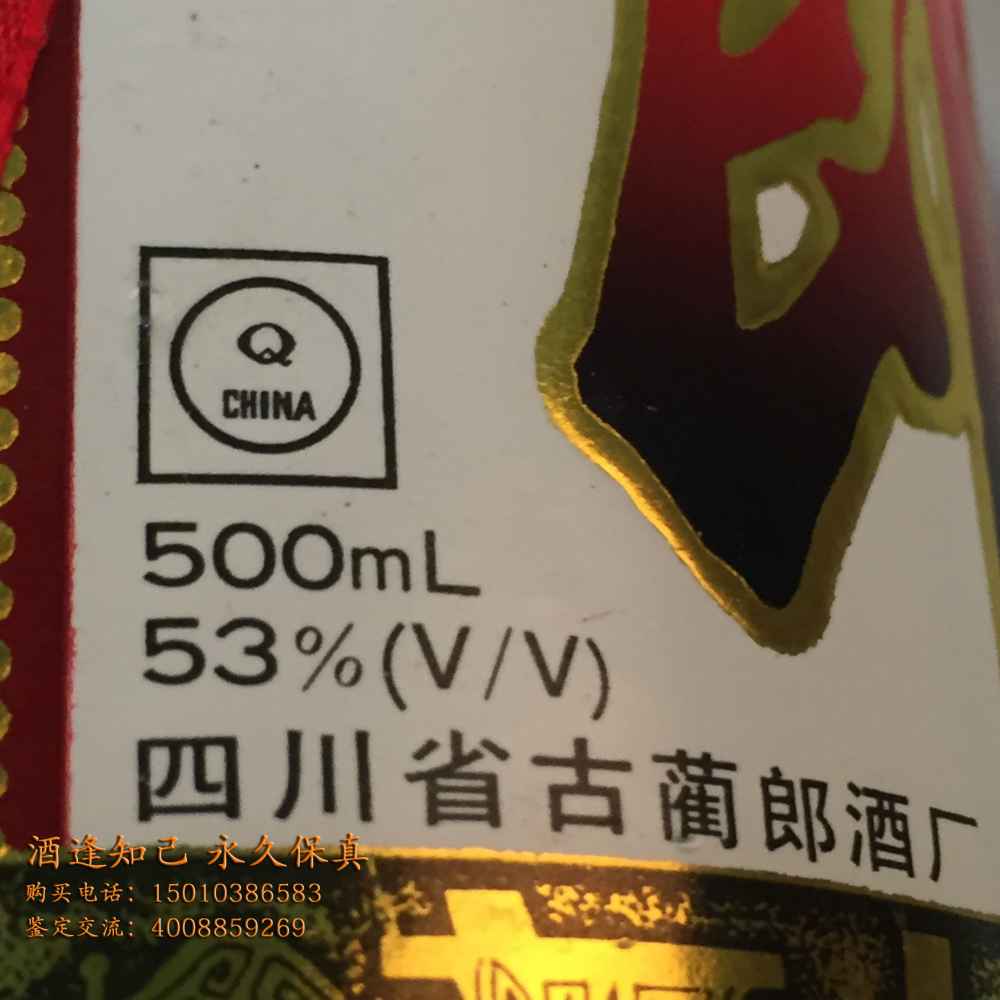 Q
CHINA
500mL
53%(V/V)
四川省古蔺郎酒厂
酒逢知己 永久保真
购买电话：15010386583
鉴定交流：4008859269